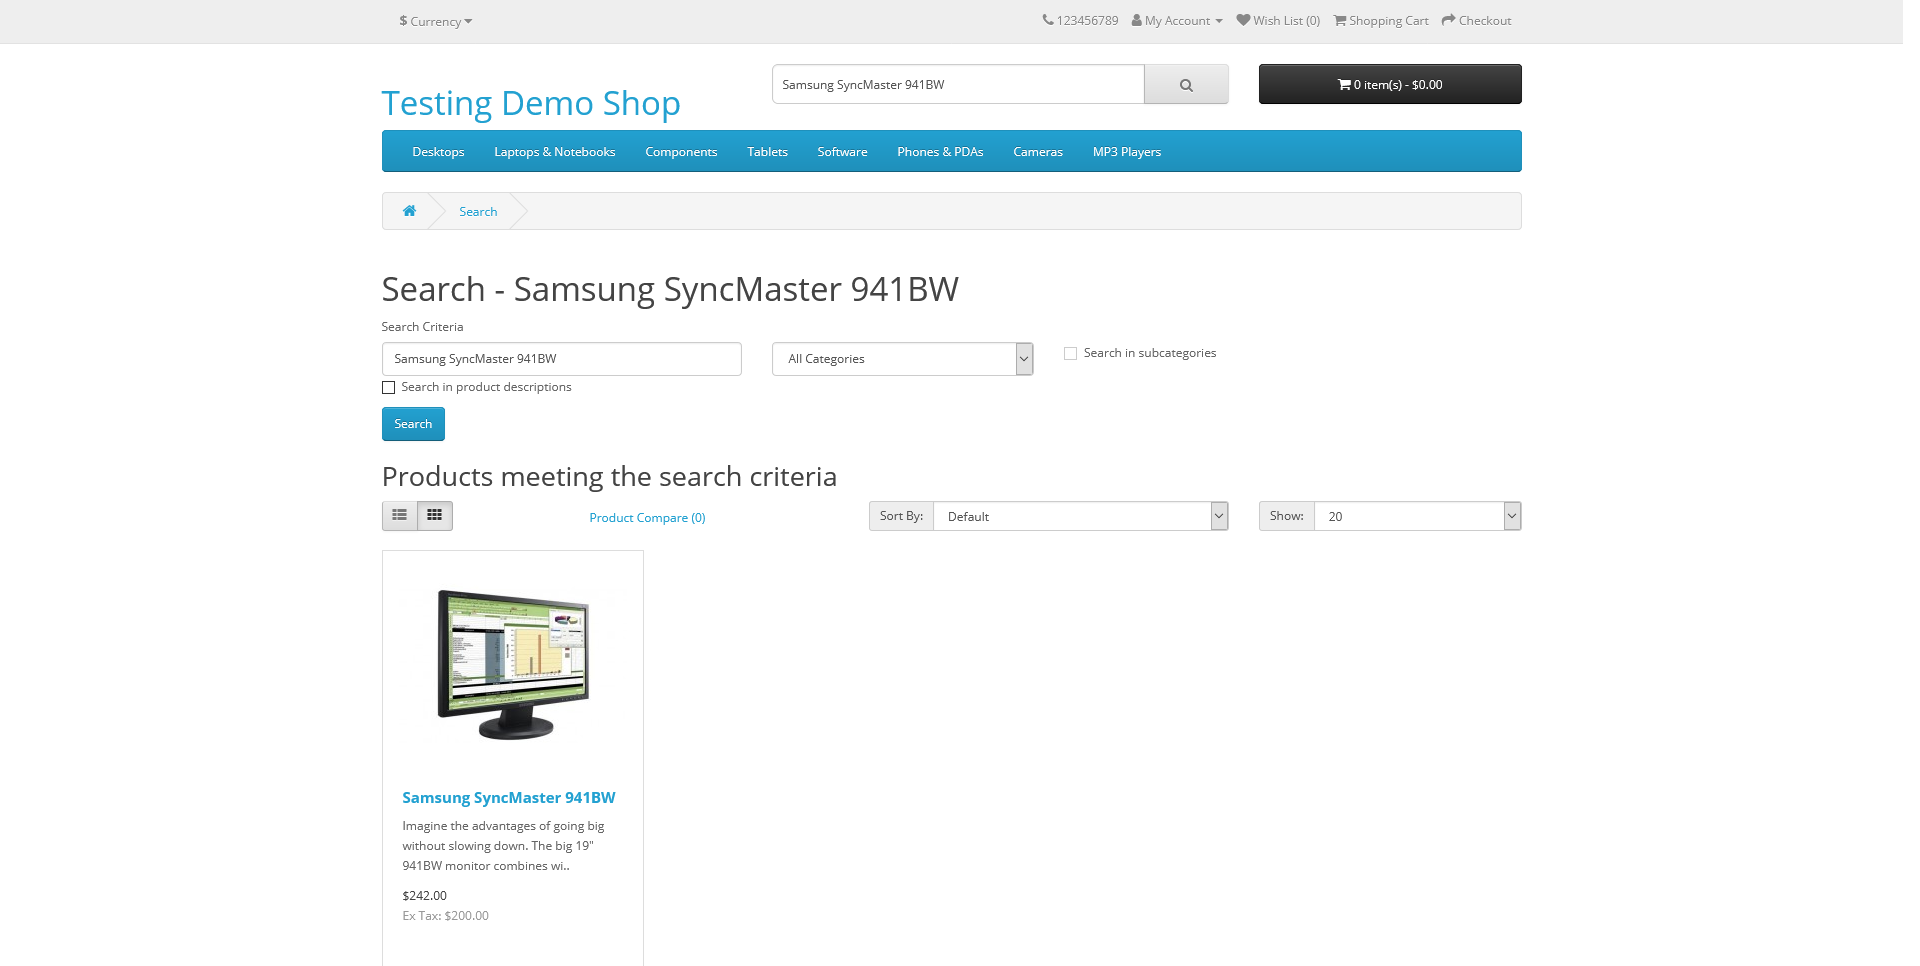 $ Currency
123456789 My Account Wish List (0) Shopping Cart Checkout
Testing Demo Shop
Samsung SyncMaster 941BW
0 item(s) - $0.00
Desktops Laptops & Notebooks Components Tablets Software Phones & PDAs Cameras MP3 Players
Search
Search - Samsung SyncMaster 941BW
Search Criteria
Samsung SyncMaster 941BW
All Categories
Search in subcategories
Search in product descriptions
Search
Products meeting the search criteria
Product Compare (0)
Sort By: Default
Show: 20
Samsung SyncMaster 941BW
Imagine the advantages of going big
without slowing down. The big 19"
941BW monitor combines wi..
$242.00
Ex Tax: $200.00